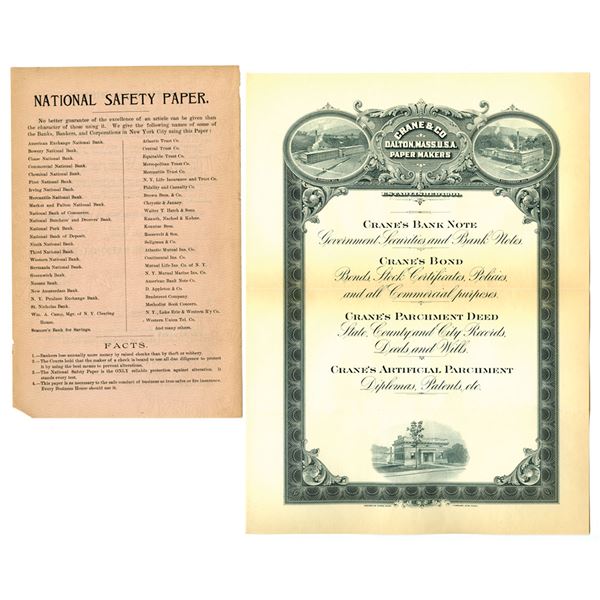 NATIONAL SAFETY PAPER.
No better guarantee of the excellence of an article can be given than
the character of those using it. We give the following names of some of
the Banks, Bankers, and Corporations in New York City using this Paper:
American Exchange National Bank.
Bowery National Bank.
Chase National Bank.
Commercial National Bank.
Chemical National Bank.
First National Bank.
Irving National Bank.
Mercantile National Bank.
Market and Fulton National Bank.
National Bank of Commerce.
National Butchers' and Drovers' Bank.
National Park Bank.
National Bank of Deposit.
Ninth National Bank.
Third National Bank.
Western National Bank.
Germania National Bank.
Greenwich Bank.
Nassau Bank.
New Amsterdam Bank.
N. Y. Produce Exchange Bank.
St. Nicholas Bank.
Wm. A. Camp, Mgr. of N. Y. Clearing
House.
Seamen's Bank for Savings.
Atlantic Trust Co.
Central Trust Co.
Equitable Trust Co.
Metropolitan Trust Co.
Mercantile Trust Co.
N. Y. Life Insurance and Trust Co.
Fidelity and Casualty Co.
Brown Bros. & Co.
Chrystie & Janney.
Walter T. Hatch & Sons.
Knauth, Nachod & Kuhne.
Kountze Bros.
Roosevelt & Son.
Seligman & Co.
Atlantic Mutual Ins. Co.
Continental Ins. Co.
Mutual Life Ins. Co. of N. Y.
N. Y. Mutual Marine Ins. Co.
American Bank Note Co.
D. Appleton & Co.
Bradstreet Company.
Methodist Book Concern.
N. Y., Lake Erie & Western R'y Co.
Western Union Tel. Co.
And many others.
FACTS.
1.—Bankers lose annually more money by raised checks than by theft or robbery.
2.—The Courts hold that the maker of a check is bound to use all due diligence to protect
it by using the best means to prevent alterations.
3.—The National Safety Paper is the ONLY reliable protection against alteration. It
stands every test.
4.—This paper is as necessary to the safe conduct of business as true safes or fire insurance.
Every Business House should use it.
CRANE & CO
DALTON, MASS. U.S.A.
PAPER MAKERS
ESTABLISHED 1801.
CRANE'S BANK NOTE
Government Securities and Bank Notes.
CRANE'S BOND
Bonds, Stock Certificates, Policies,
and all Commercial purposes.
CRANE'S PARCHMENT DEED
State, County and City Records,
Deeds and Wills.
CRANE'S ARTIFICIAL PARCHMENT
Diplomas, Patents, etc.